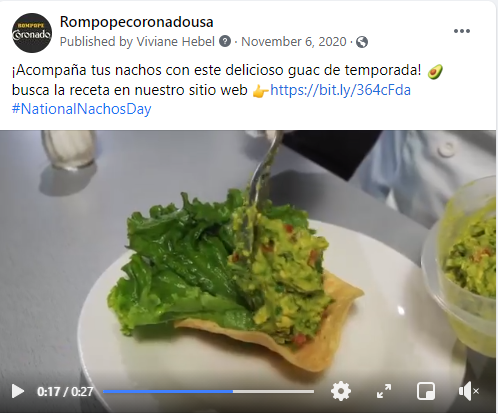 ROMPOPE
Coronado
Rompopecoronadousa
Published by Viviane Hebel · November 6, 2020 ·
¡Acompaña tus nachos con este delicioso guac de temporada! 🥑
busca la receta en nuestro sitio web 👉https://bit.ly/364cFda
#NationalNachosDay
0:17 / 0:27